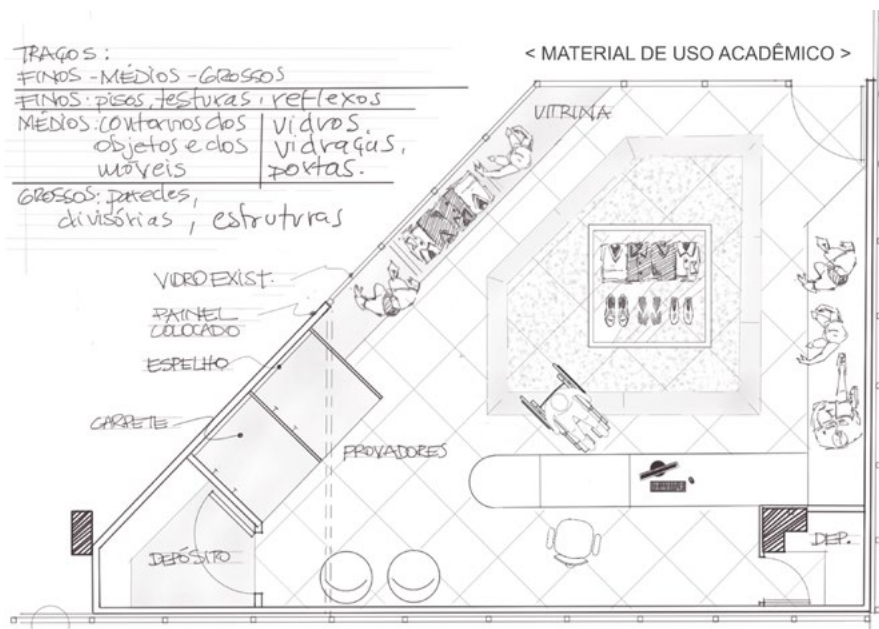 TRAÇOS:
FINOS - MÉDIOS - GROSSOS
FINOS: pisos, testuras, reflexos
MÉDIOS: contornos dos
objetos e dos
móveis
vidros,
vidraças,
portas.
GROSSOS: paredes,
divisórias, estruturas
< MATERIAL DE USO ACADÊMICO >
VITRINA
VIDRO EXIST.
PAINEL
COLOCADO
ESPELHO
CARPETE
PROVADORES
DEPÓSITO
DEP.